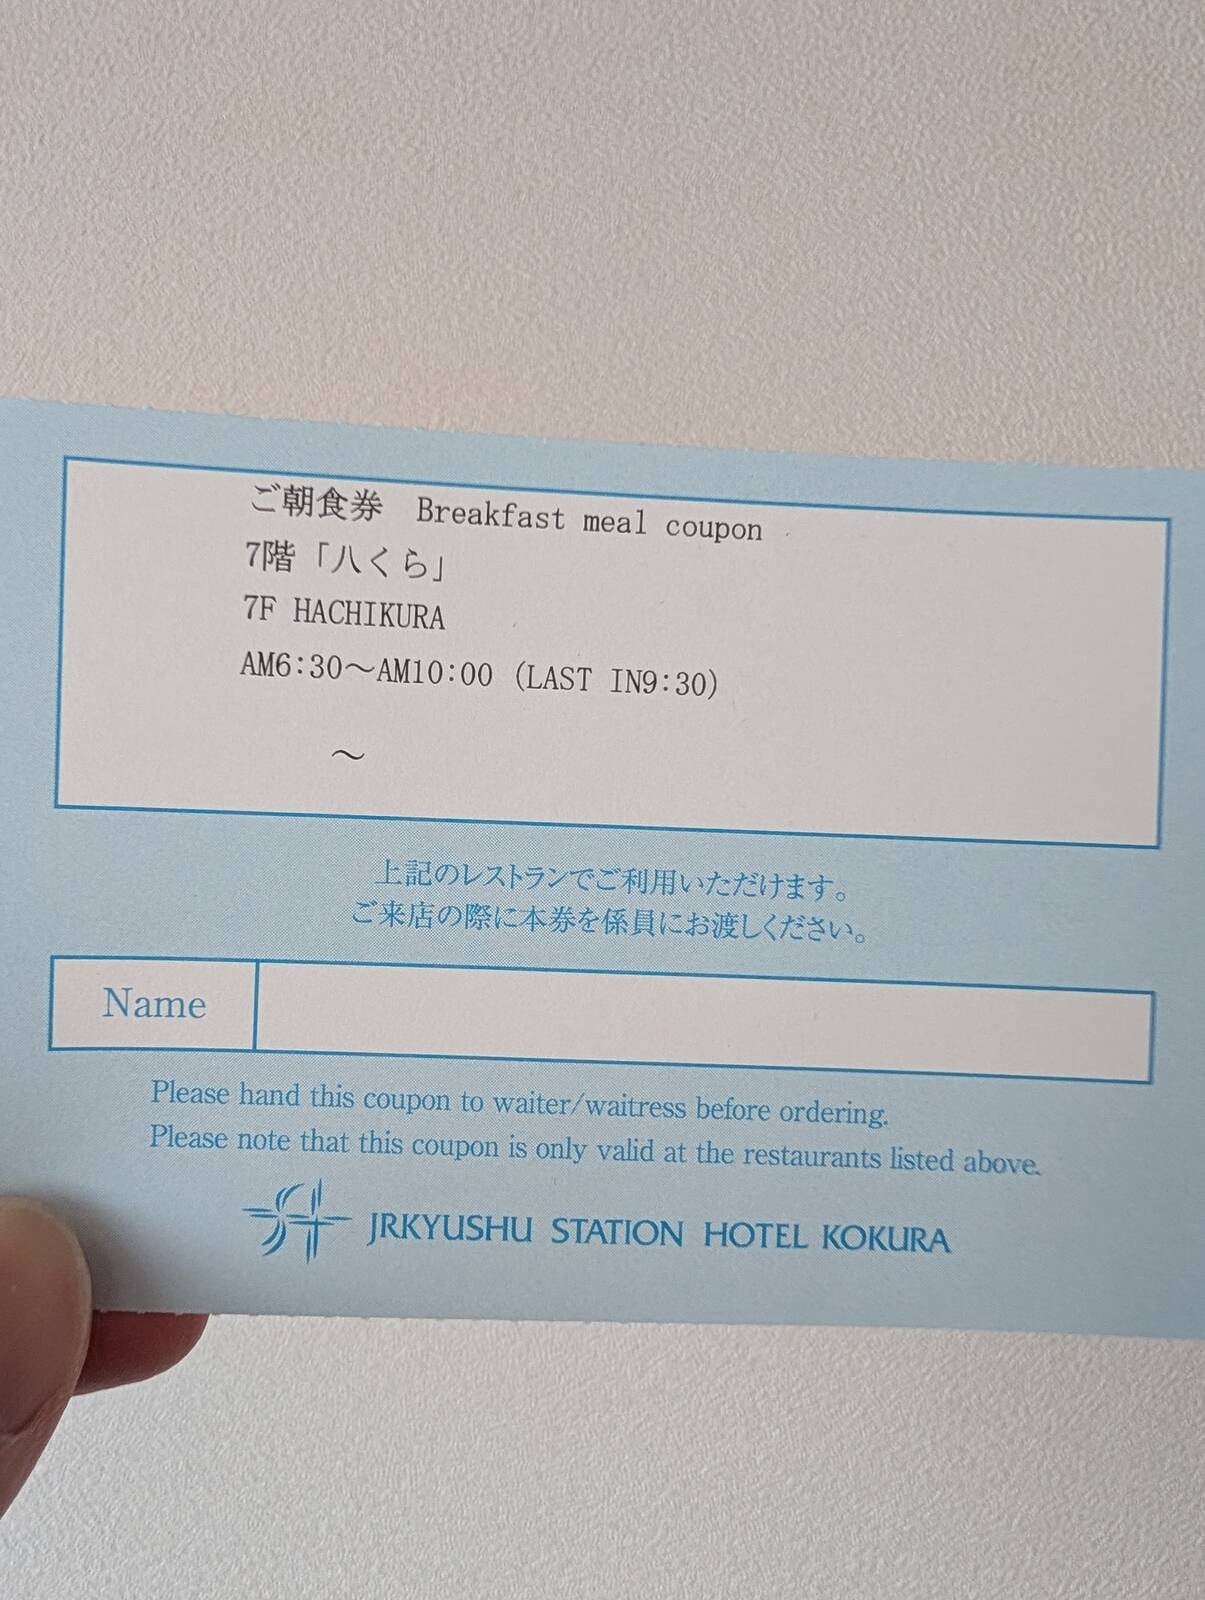 ご朝食券　Breakfast meal coupon
7階「八くら」
7F HACHIKURA
AM6:30～AM10:00 (LAST IN9:30)
～
上記のレストランでご利用いただけます。
ご来店の際に本券を係員にお渡しください。
Name
Please hand this coupon to waiter/waitress before ordering.
Please note that this coupon is only valid at the restaurants listed above.
JRKYUSHU STATION HOTEL KOKURA